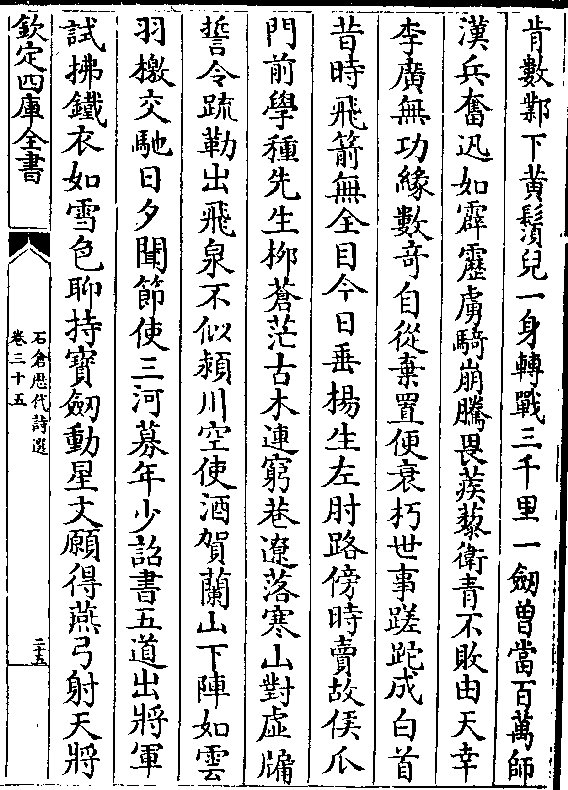 肯數鄴下黄鬚兒一身轉戰三千里一劒曽當百萬師
漢兵奮迅如霹靂虜騎崩騰畏蒺藜衛青不敗由天幸
李廣無功緣數竒自從棄置便衰朽世事蹉跎成白首
昔時飛箭無全目今日垂楊生左肘路傍時賣故侯瓜
門前學種先生柳蒼茫古木連窮巷遼落寒山對虛牖
誓令疏勒出飛泉不似潁川空使酒賀蘭山下陣如雲
羽檄交馳日夕聞節使三河募年少詔書五道出將軍
試拂鐵衣如雪色聊持寳劒動星文願得燕弓射天將
欽定四庫全書
石倉歴代詩選
卷三十五
二十五